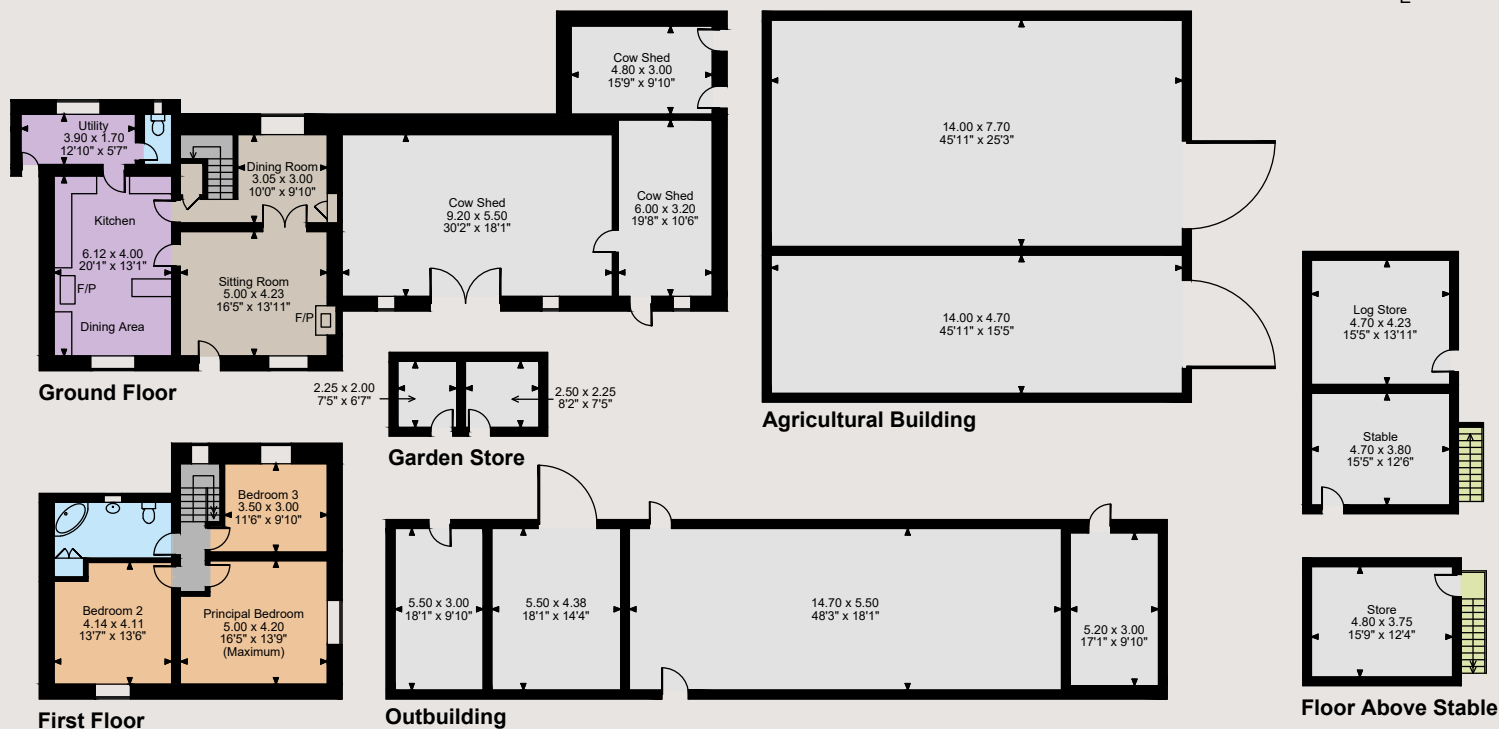 Cow Shed
4.80 x 3.00
15'9" x 9'10"
Utility
3.90 x 1.70
12'10" x 5'7"
Dining Room
3.05 x 3.00
10'0" x 9'10"
Kitchen
6.12 x 4.00
20'1" x 13'1"
F/P
Dining Area
Sitting Room
5.00 x 4.23
16'5" x 13'11"
F/P
Cow Shed
9.20 x 5.50
30'2" x 18'1"
Cow Shed
6.00 x 3.20
19'8" x 10'6"
Ground Floor
14.00 x 7.70
45'11" x 25'3"
14.00 x 4.70
45'11" x 15'5"
Agricultural Building
Log Store
4.70 x 4.23
15'5" x 13'11"
Stable
4.70 x 3.80
15'5" x 12'6"
2.25 x 2.00
7'5" x 6'7"
2.50 x 2.25
8'2" x 7'5"
Garden Store
Bedroom 3
3.50 x 3.00
11'6" x 9'10"
Bedroom 2
4.14 x 4.11
13'7" x 13'6"
Principal Bedroom
5.00 x 4.20
16'5" x 13'9"
(Maximum)
First Floor
5.50 x 3.00
18'1" x 9'10"
5.50 x 4.38
18'1" x 14'4"
14.70 x 5.50
48'3" x 18'1"
5.20 x 3.00
17'1" x 9'10"
Outbuilding
Store
4.80 x 3.75
15'9" x 12'4"
Floor Above Stable